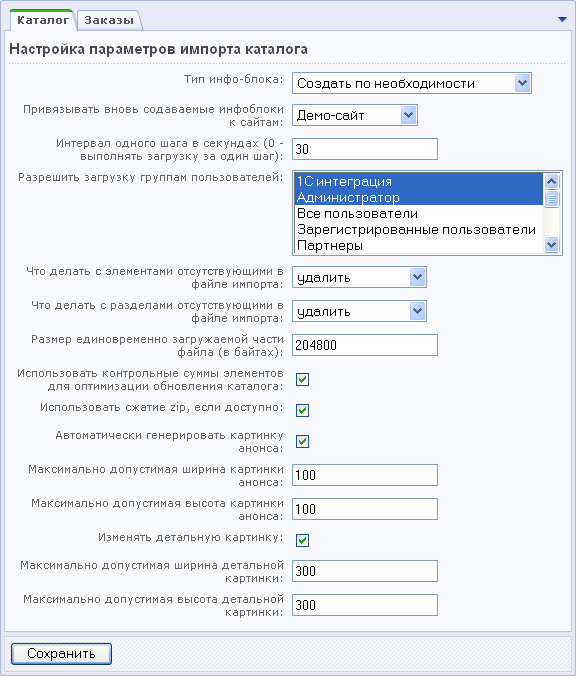 Каталог Заказы
Настройка параметров импорта каталога
Тип инфо-блока: Создать по необходимости
Привязывать вновь содаваемые инфоблоки
к сайтам: Демо-сайт
Интервал одного шага в секундах (0 -
выполнять загрузку за один шаг): 30
Разрешить загрузку группам пользователей: 1С интеграция
Администратор
Все пользователи
Зарегистрированные пользователи
Партнеры
Что делать с элементами отсутствующими в
файле импорта: удалить
Что делать с разделами отсутствующими в
файле импорта: удалить
Размер единовременно загружаемой части
файла (в байтах): 204800
Использовать контрольные суммы элементов
для оптимизации обновления каталога:
Использовать сжатие zip, если доступно:
Автоматически генерировать картинку
анонса:
Максимально допустимая ширина картинки
анонса: 100
Максимально допустимая высота картинки
анонса: 100
Изменять детальную картинку:
Максимально допустимая ширина детальной
картинки: 300
Максимально допустимая высота детальной
картинки: 300
Сохранить